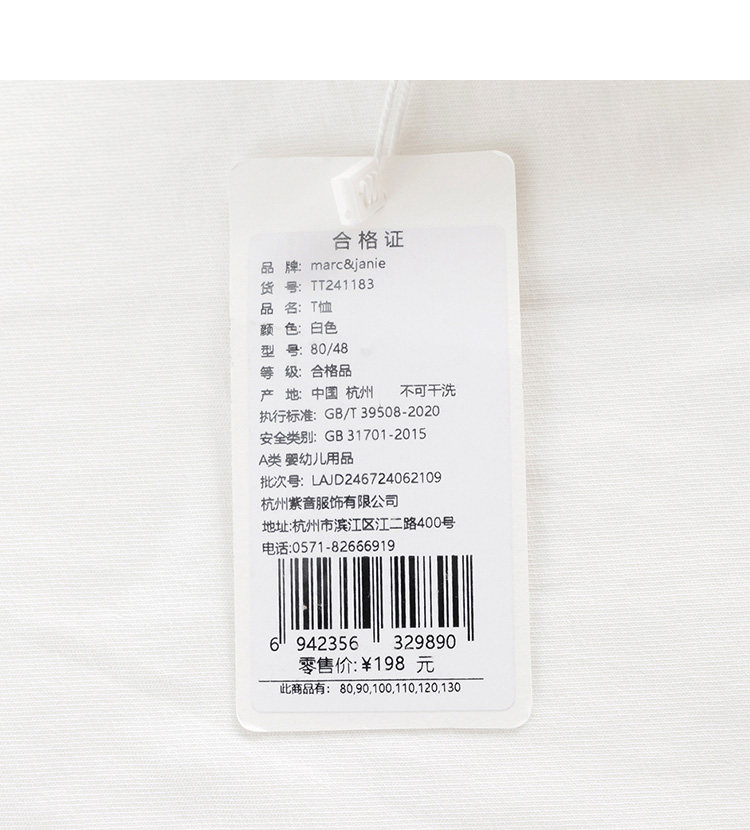 合格证
品 牌: marc&janie
货 号: TT241183
品 名: T恤
颜 色: 白色
型 号: 80/48
等 级: 合格品
产 地: 中国 杭州 不可干洗
执行标准: GB/T 39508-2020
安全类别: GB 31701-2015
A类 婴幼儿用品
批次号: LAJD246724062109
杭州紫音服饰有限公司
地址:杭州市滨江区江二路400号
电话:0571-82666919
6 942356 329890
零售价:¥198 元
此商品有: 80,90,100,110,120,130